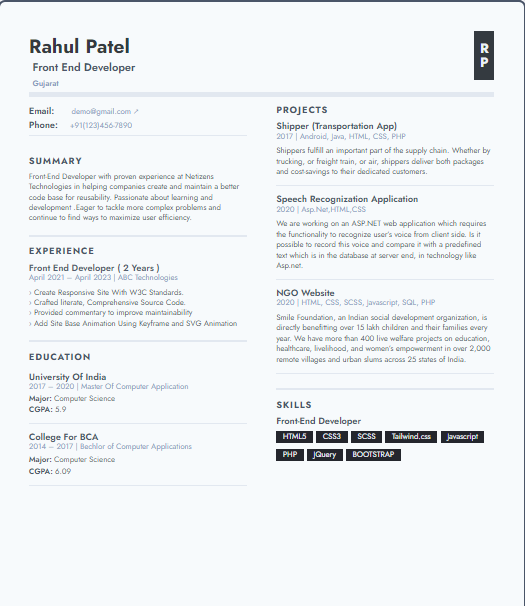 Rahul Patel
Front End Developer
Gujarat
R
P
Email: demo@gmail.com ↗
Phone: +91(123)456-7890
SUMMARY
Front-End Developer with proven experience at Netizens
Technologies in helping companies create and maintain a better
code base for reusability. Passionate about learning and
development .Eager to tackle more complex problems and
continue to find ways to maximize user efficiency.
EXPERIENCE
Front End Developer ( 2 Years )
April 2021 – April 2023 | ABC Technologies
› Create Responsive Site With W3C Standards.
› Crafted literate, Comprehensive Source Code.
› Provided commentary to improve maintainability
› Add Site Base Animation Using Keyframe and SVG Animation
EDUCATION
University Of India
2017 – 2020 | Master Of Computer Application
Major: Computer Science
CGPA: 5.9
College For BCA
2014 – 2017 | Bachlor of Computer Applications
Major: Computer Science
CGPA: 6.09
PROJECTS
Shipper (Transportation App)
2017 | Android, Java, HTML, CSS, PHP
Shippers fulfill an important part of the supply chain. Whether by
trucking, or freight train, or air, shippers deliver both packages
and cost-savings to their dedicated customers.
Speech Recognization Application
2020 | Asp.Net,HTML,CSS
We are working on an ASP.NET web application which requires
the functionality to recognize user's voice from client side. Is it
possible to record this voice and compare it with a predefined
text which is in the database at server end, in technology like
Asp.net.
NGO Website
2020 | HTML, CSS, SCSS, javascript, SQL, PHP
Smile Foundation, an Indian social development organization, is
directly benefitting over 15 lakh children and their families every
year. We have more than 400 live welfare projects on education,
healthcare, livelihood, and women's empowerment in over 2,000
remote villages and urban slums across 25 states of India.
SKILLS
Front-End Developer
HTML5 CSS3 SCSS Tailwind.css Javascript
PHP jQuery BOOTSTRAP